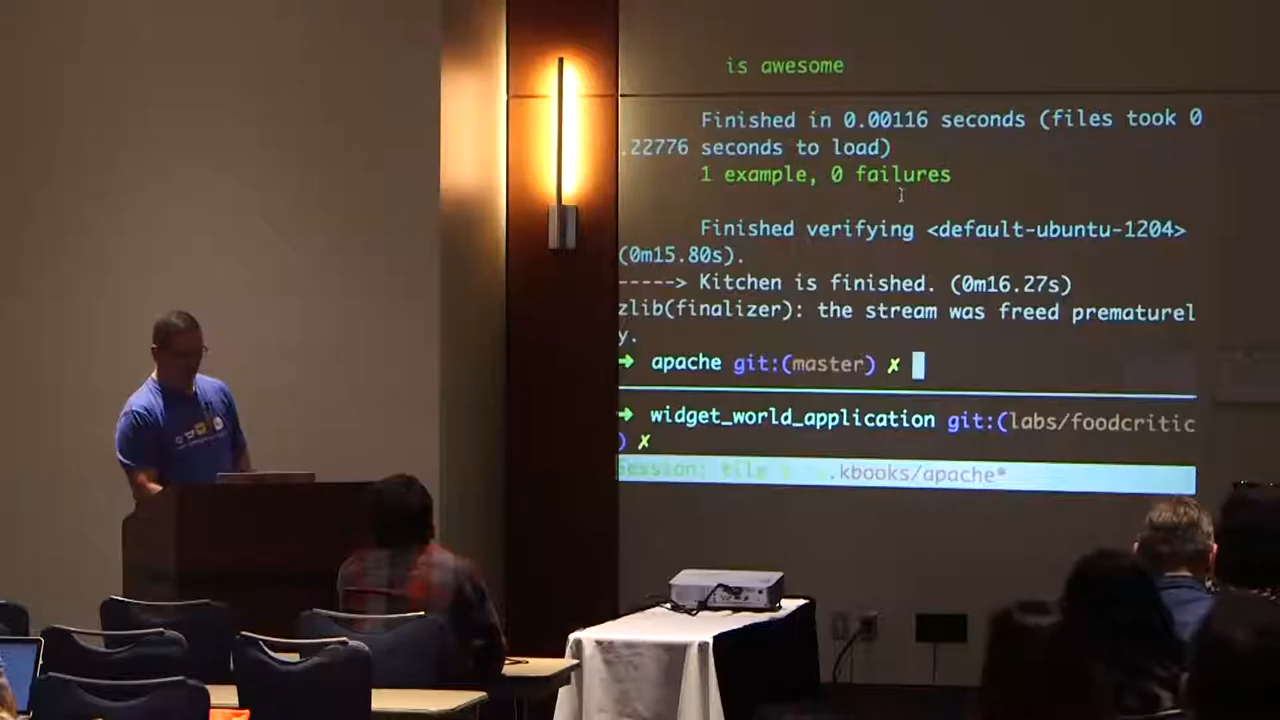 is awesome
Finished in 0.00116 seconds (files took 0
.22776 seconds to load)
1 example, 0 failures
Finished verifying <default-ubuntu-1204>
(0m15.80s).
-----> Kitchen is finished. (0m16.27s)
zlib(finalizer): the stream was freed prematurel
y.
➜ apache git:(master) ✗
➜ widget_world_application git:(labs/foodcritic
) ✗
Session: .kbooks/apache*